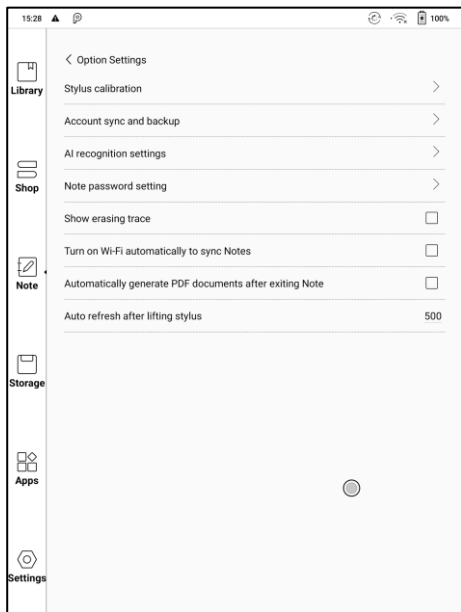 15:28
100%
Option Settings
Library
Stylus calibration
Account sync and backup
AI recognition settings
Shop
Note password setting
Show erasing trace
Turn on Wi-Fi automatically to sync Notes
Note
Automatically generate PDF documents after exiting Note
Auto refresh after lifting stylus 500
Storage
Apps
Settings